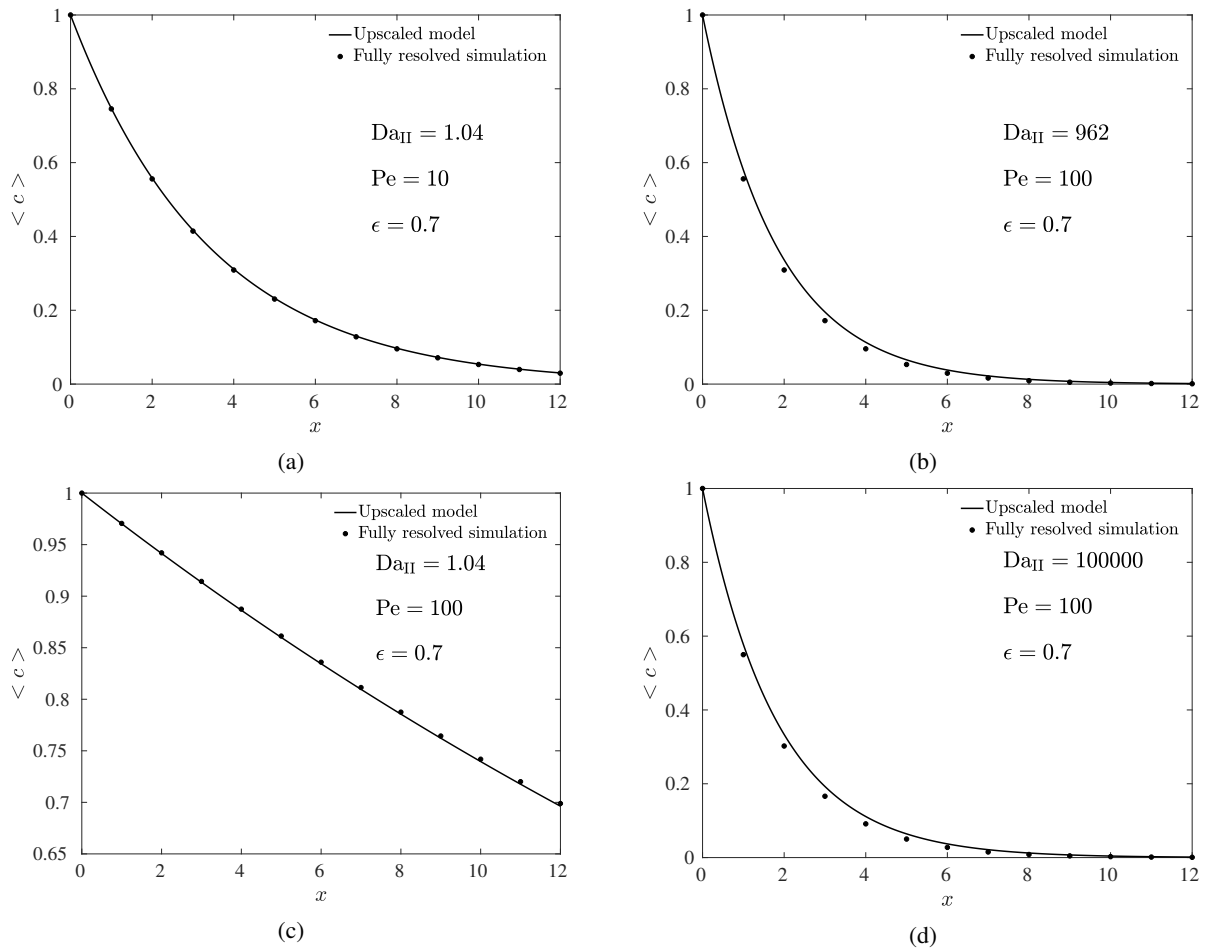 Upscaled model
Fully resolved simulation
Da_II = 1.04
Pe = 10
ϵ = 0.7
< c >
1
0.8
0.6
0.4
0.2
0
0 2 4 6 8 10 12
x
(a)
Upscaled model
Fully resolved simulation
Da_II = 962
Pe = 100
ϵ = 0.7
< c >
1
0.8
0.6
0.4
0.2
0
0 2 4 6 8 10 12
x
(b)
Upscaled model
Fully resolved simulation
Da_II = 1.04
Pe = 100
ϵ = 0.7
< c >
1
0.95
0.9
0.85
0.8
0.75
0.7
0.65
0 2 4 6 8 10 12
x
(c)
Upscaled model
Fully resolved simulation
Da_II = 100000
Pe = 100
ϵ = 0.7
< c >
1
0.8
0.6
0.4
0.2
0
0 2 4 6 8 10 12
x
(d)